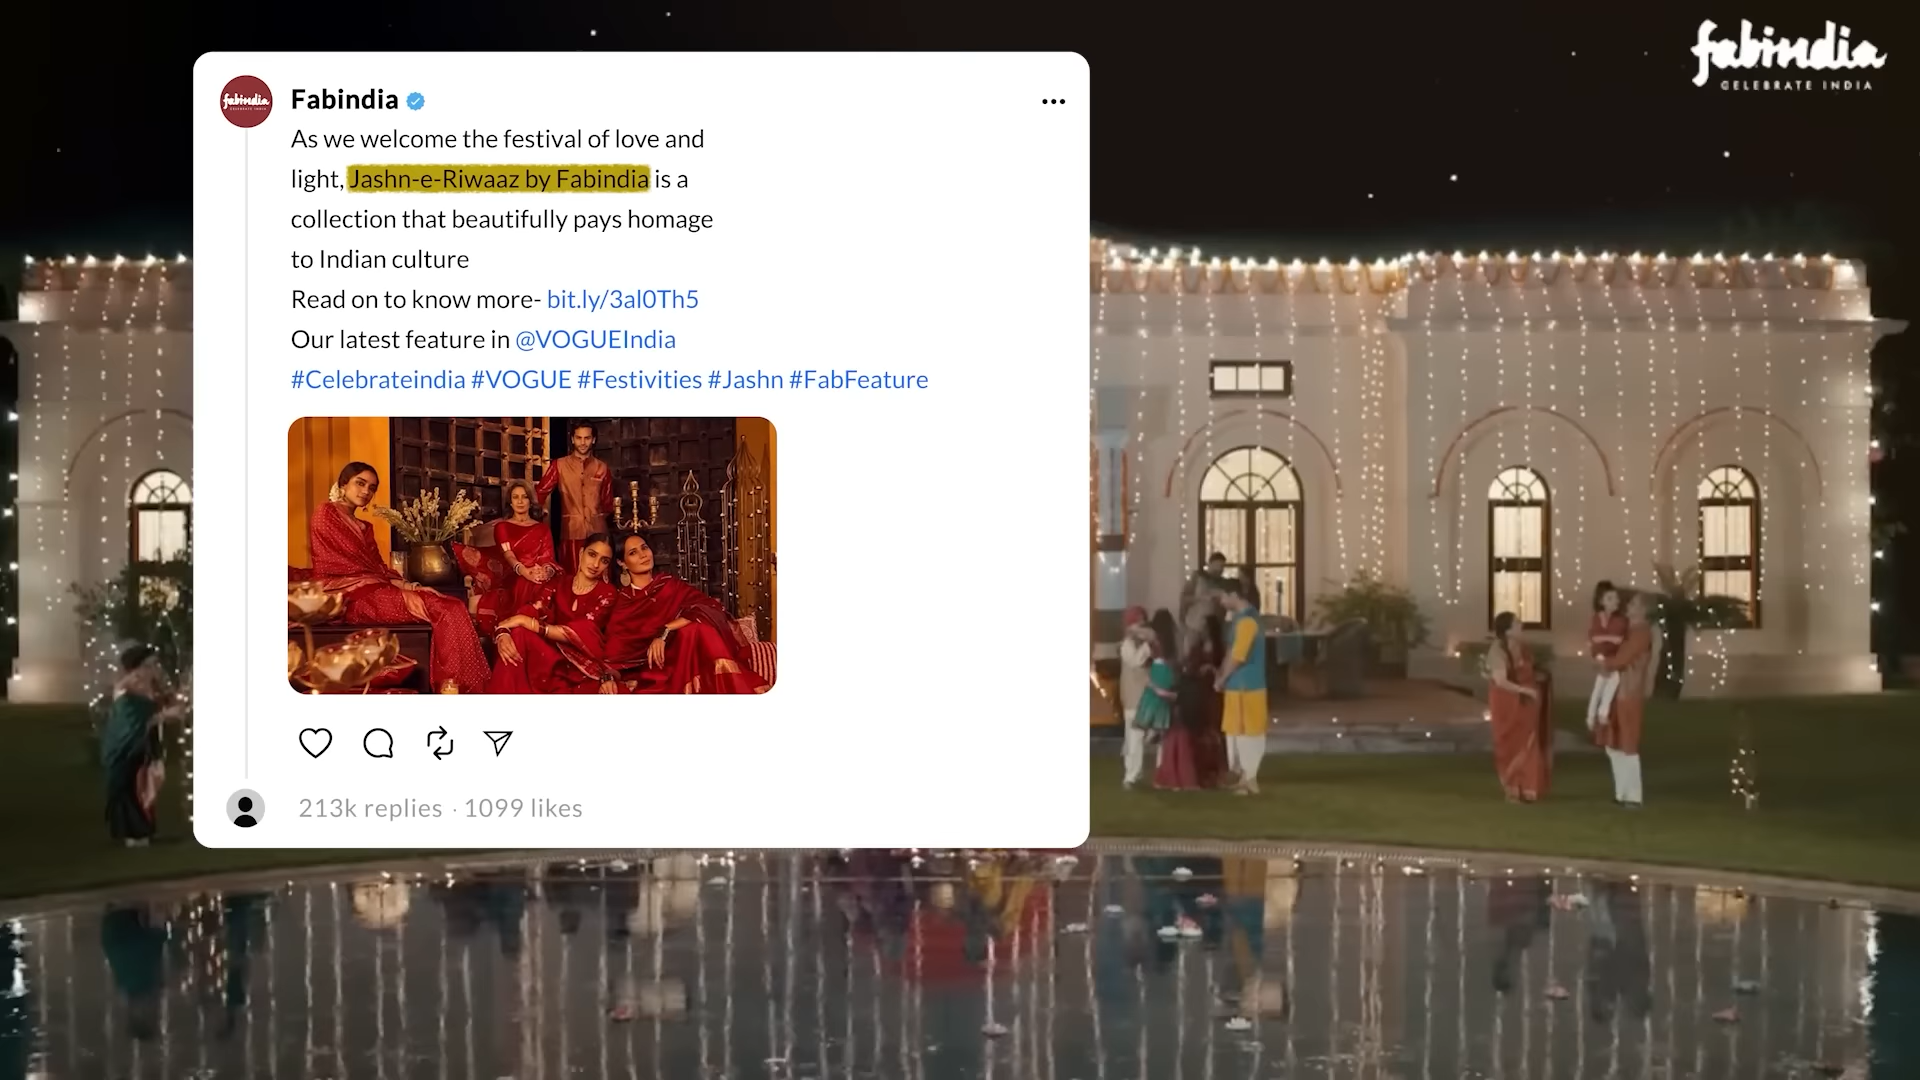 fabindia
CELEBRATE INDIA
fabindia
Fabindia
As we welcome the festival of love and
light, Jashn-e-Riwaaz by Fabindia is a
collection that beautifully pays homage
to Indian culture
Read on to know more- bit.ly/3al0Th5
Our latest feature in @VOGUEIndia
#Celebrateindia #VOGUE #Festivities #Jashn #FabFeature
213k replies · 1099 likes